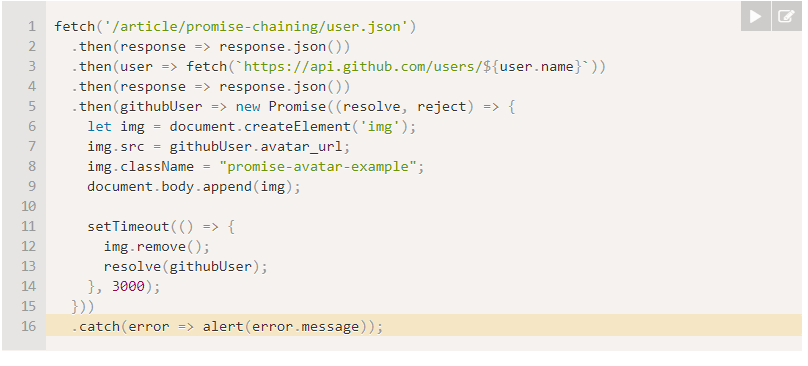 1 fetch('/article/promise-chaining/user.json')
2   .then(response => response.json())
3   .then(user => fetch(`https://api.github.com/users/${user.name}`))
4   .then(response => response.json())
5   .then(githubUser => new Promise((resolve, reject) => {
6     let img = document.createElement('img');
7     img.src = githubUser.avatar_url;
8     img.className = "promise-avatar-example";
9     document.body.append(img);
10
11     setTimeout(() => {
12       img.remove();
13       resolve(githubUser);
14     }, 3000);
15   }))
16   .catch(error => alert(error.message));